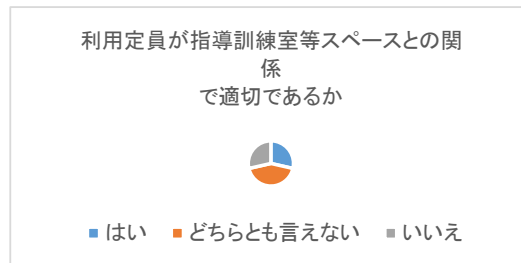 利用定員が指導訓練室等スペースとの関
係
で適切であるか
はい どちらとも言えない いいえ